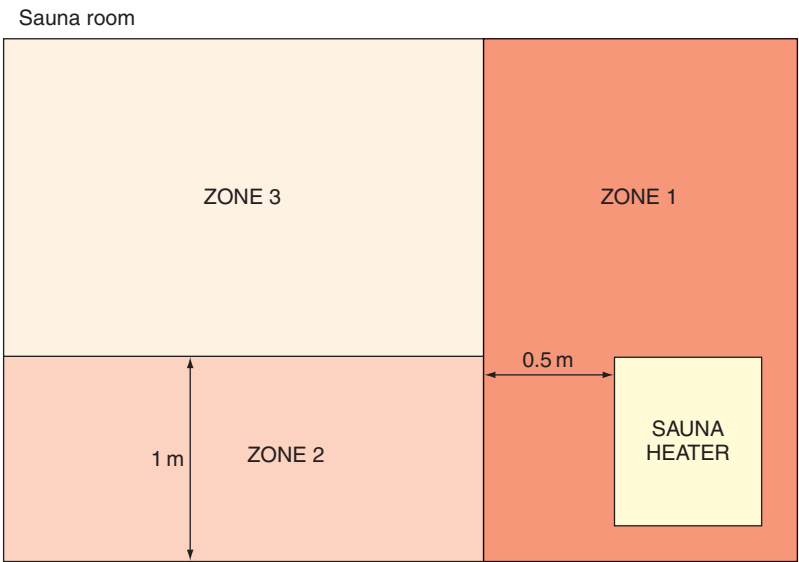 Sauna room
ZONE 3
ZONE 1
0.5 m
1 m
ZONE 2
SAUNA
HEATER